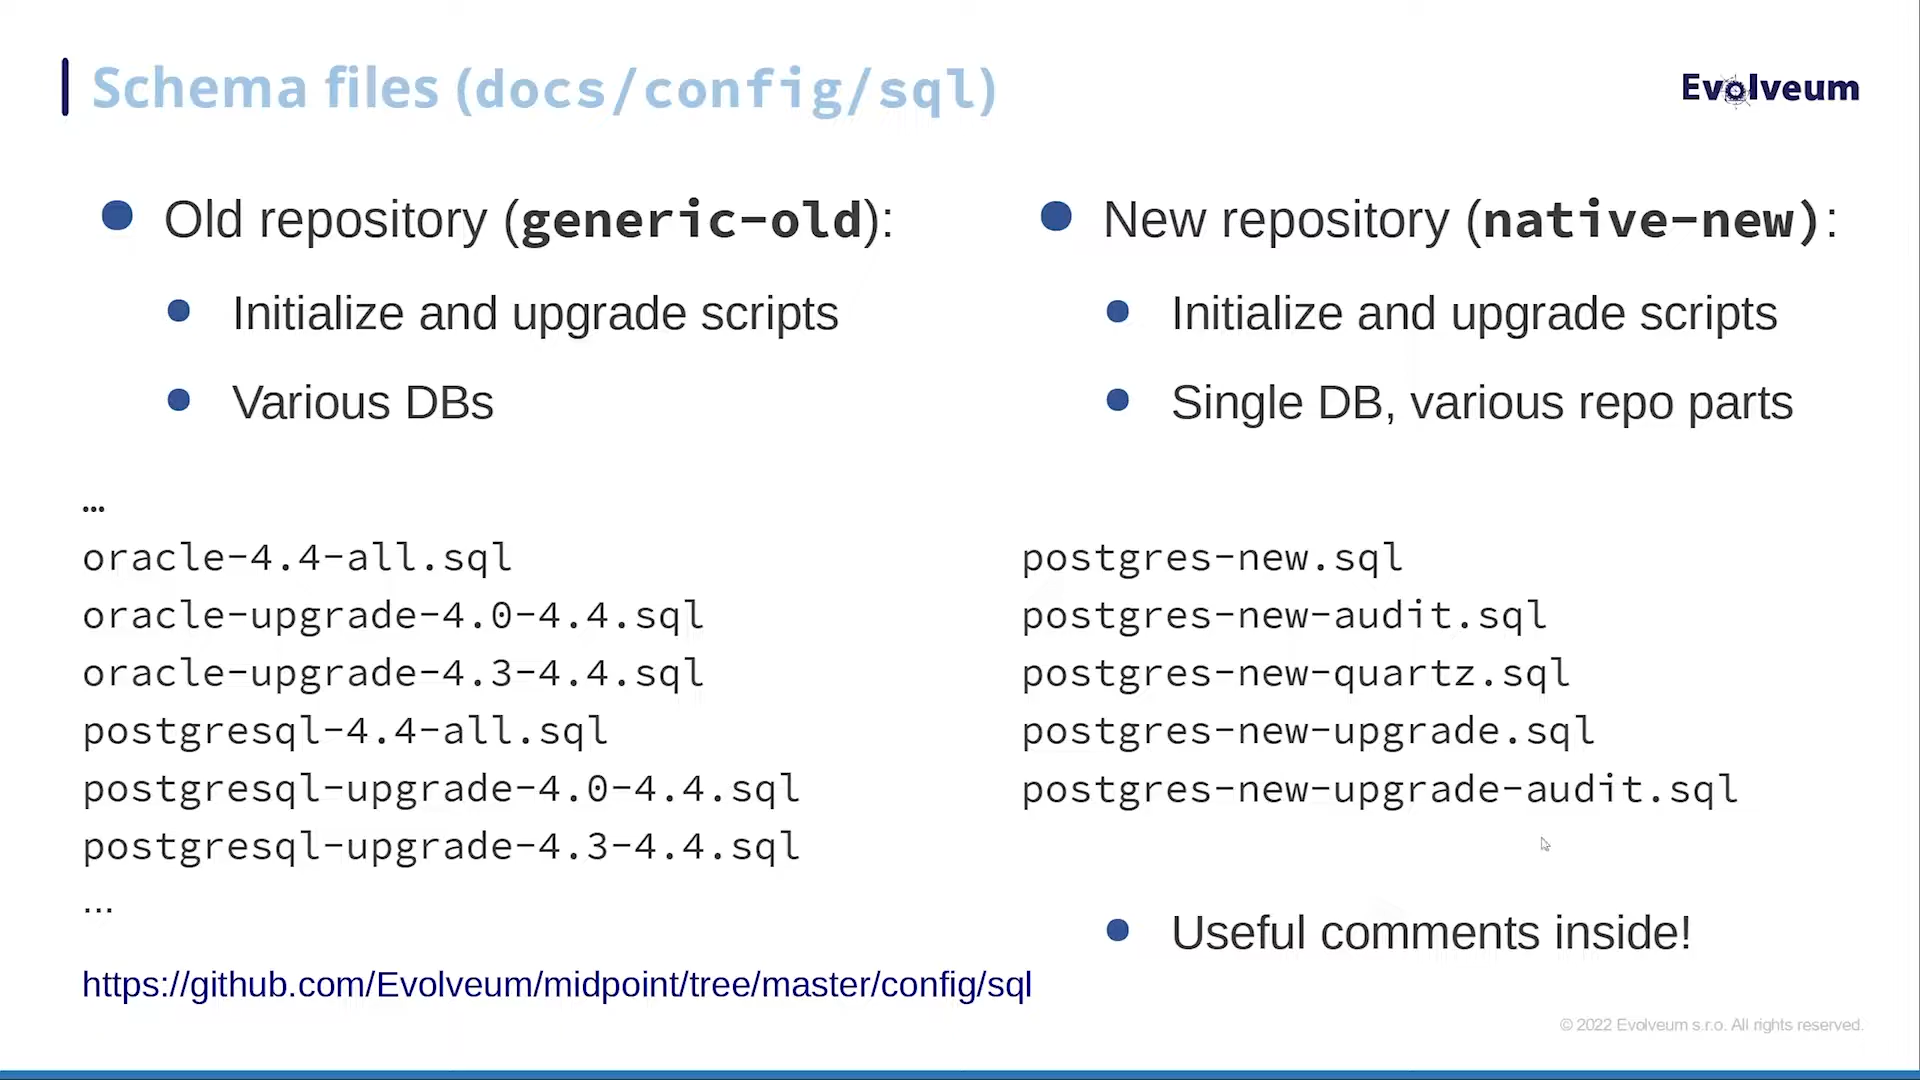 Schema files (docs/config/sql)
Evolveum
Old repository (generic-old):
Initialize and upgrade scripts
Various DBs
…
oracle-4.4-all.sql
oracle-upgrade-4.0-4.4.sql
oracle-upgrade-4.3-4.4.sql
postgresql-4.4-all.sql
postgresql-upgrade-4.0-4.4.sql
postgresql-upgrade-4.3-4.4.sql
...
https://github.com/Evolveum/midpoint/tree/master/config/sql
New repository (native-new):
Initialize and upgrade scripts
Single DB, various repo parts
postgres-new.sql
postgres-new-audit.sql
postgres-new-quartz.sql
postgres-new-upgrade.sql
postgres-new-upgrade-audit.sql
Useful comments inside!
© 2022 Evolveum s.r.o. All rights reserved.